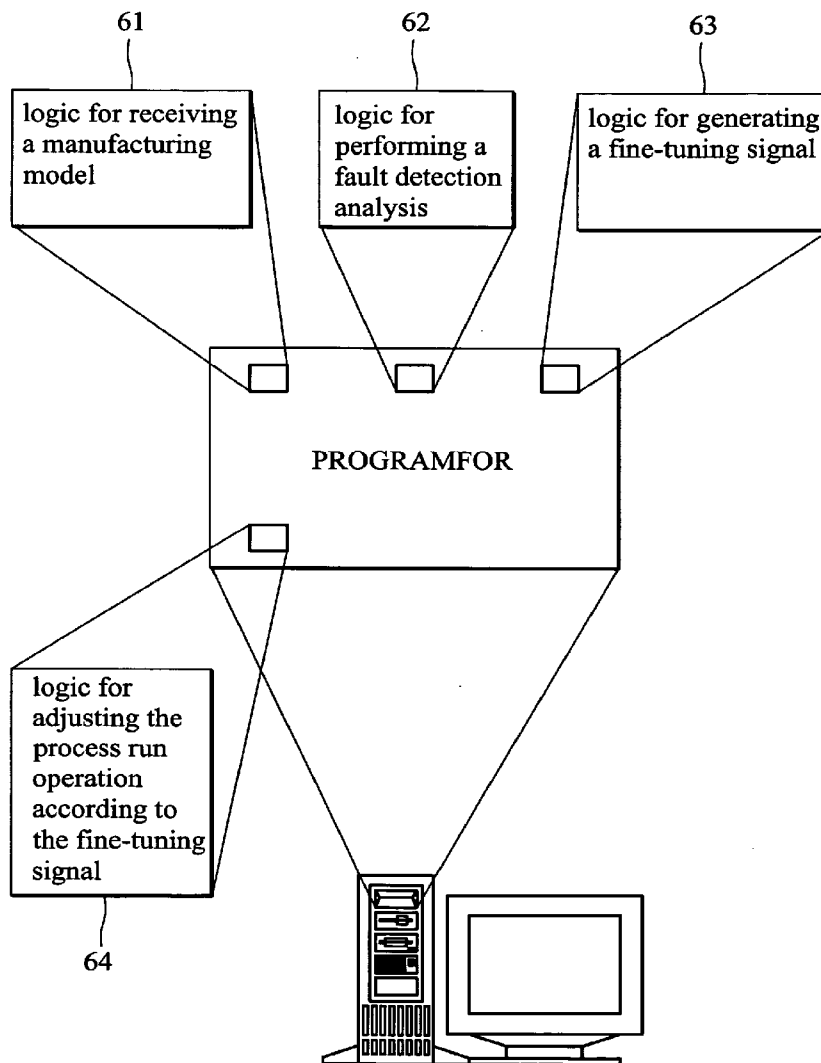 61
62
63
logic for receiving
a manufacturing
model
logic for
performing a
fault detection
analysis
logic for generating
a fine-tuning signal
PROGRAMFOR
logic for
adjusting the
process run
operation
according to
the fine-tuning
signal
64